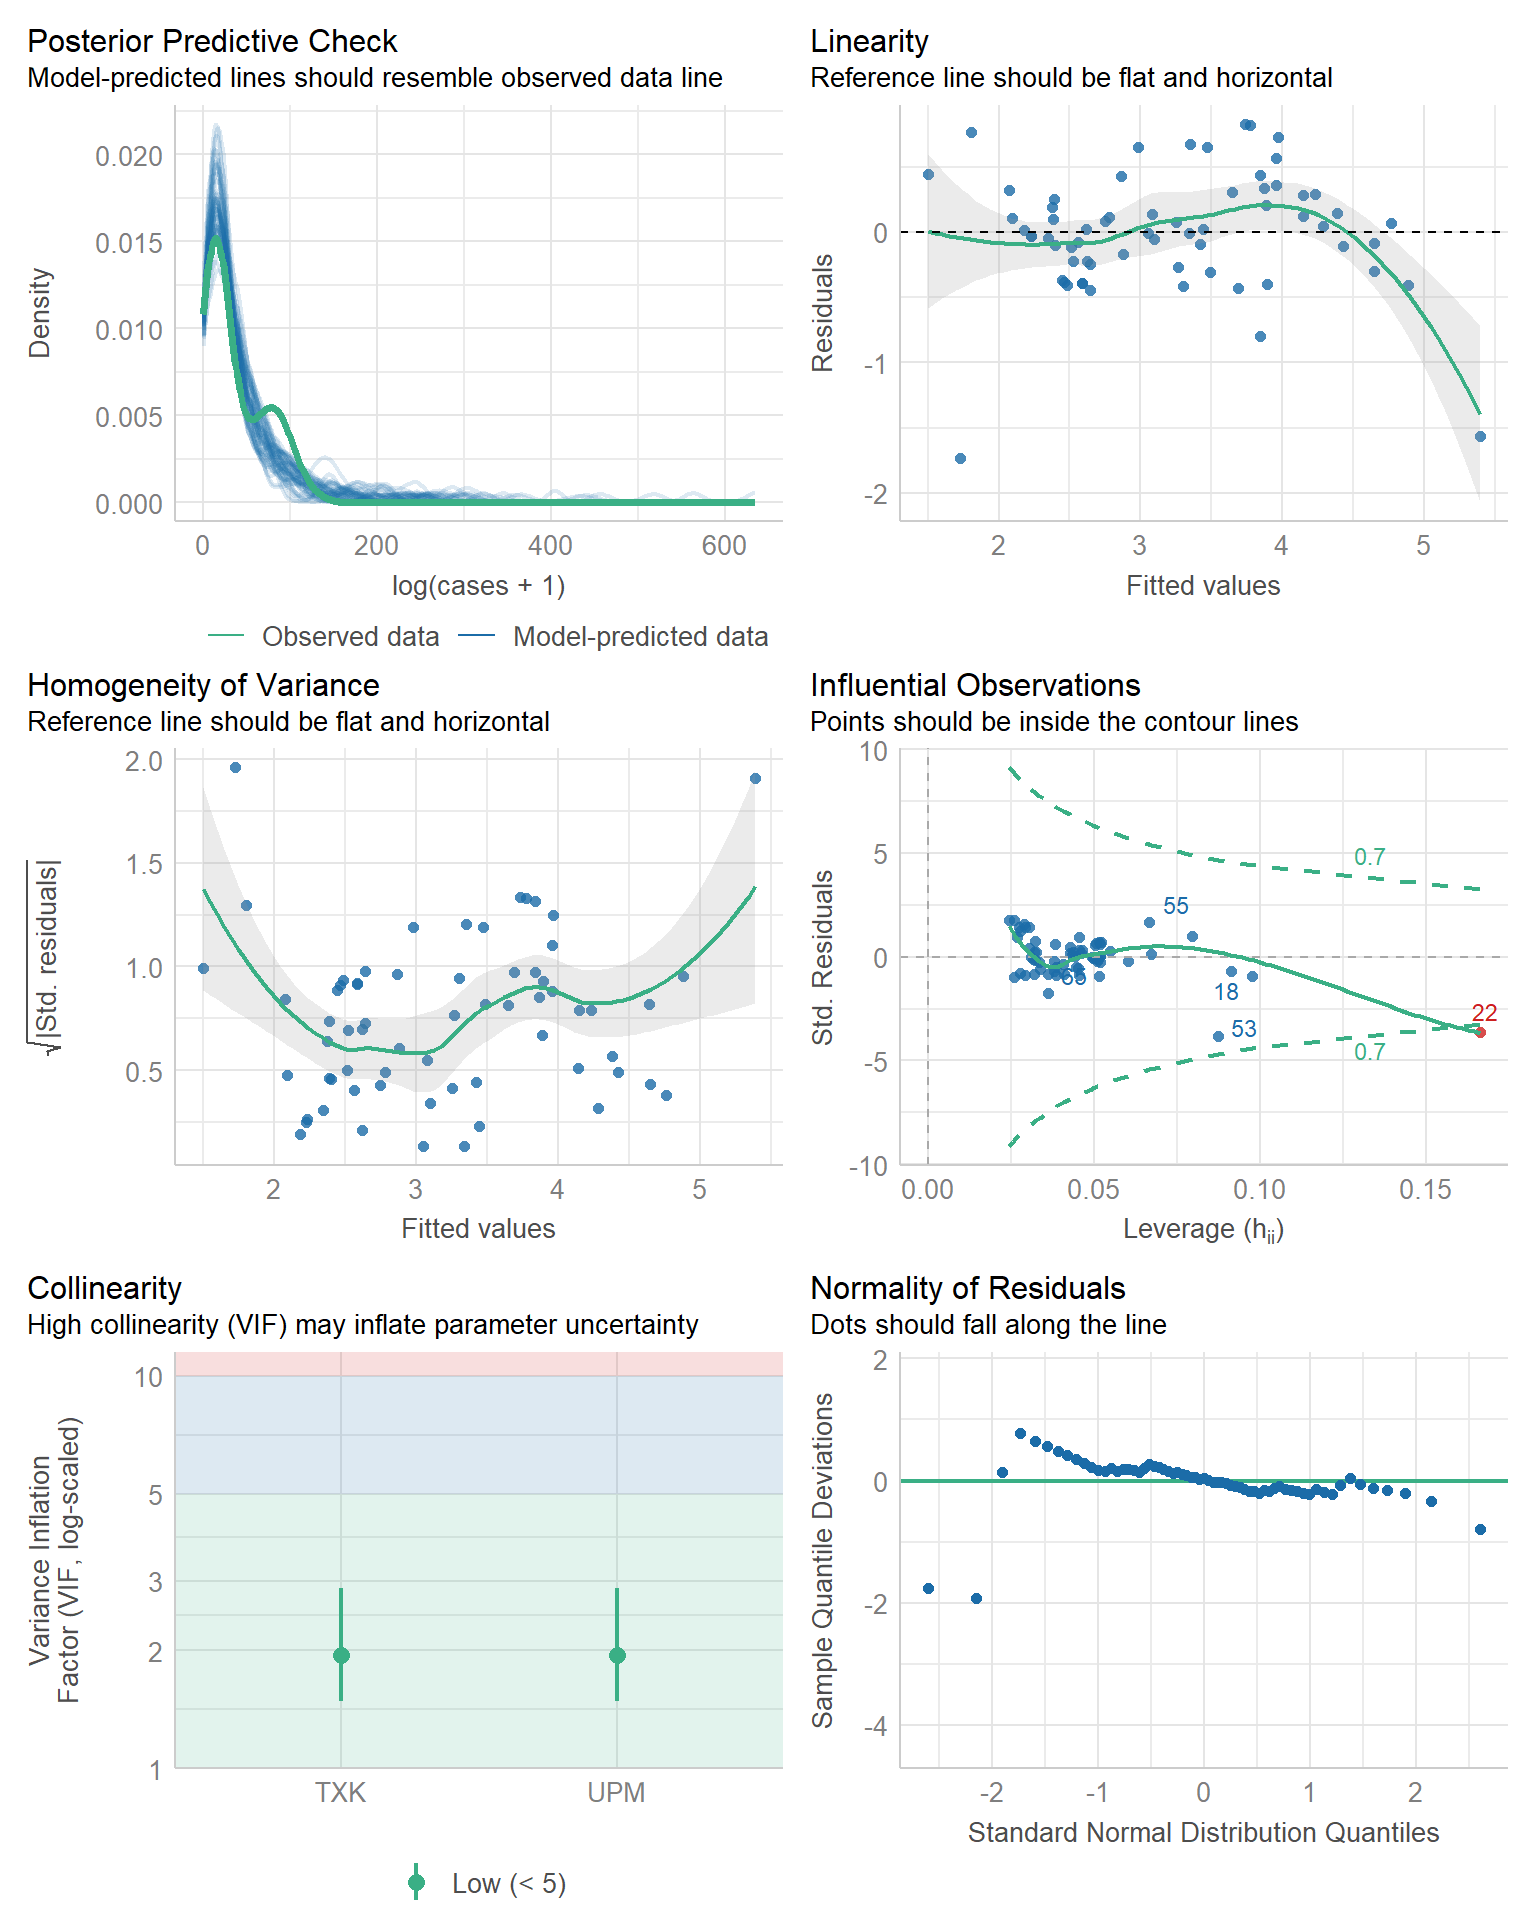 Posterior Predictive Check
Model-predicted lines should resemble observed data line
0.020
0.015
0.010
0.005
0.000
Density
0
200
400
600
log(cases + 1)
Observed data
Model-predicted data
Linearity
Reference line should be flat and horizontal
0
-1
-2
Residuals
2
3
4
5
Fitted values
Homogeneity of Variance
Reference line should be flat and horizontal
2.0
1.5
1.0
0.5
√|Std. residuals|
2
3
4
5
Fitted values
Influential Observations
Points should be inside the contour lines
10
5
0
-5
-10
Std. Residuals
0.7
55
18
53
22
0.7
0.00
0.05
0.10
0.15
Leverage (hii)
Collinearity
High collinearity (VIF) may inflate parameter uncertainty
10
5
3
2
1
Variance Inflation
Factor (VIF, log-scaled)
TXK
UPM
Low (< 5)
Normality of Residuals
Dots should fall along the line
2
0
-2
-4
Sample Quantile Deviations
-2
-1
0
1
2
Standard Normal Distribution Quantiles